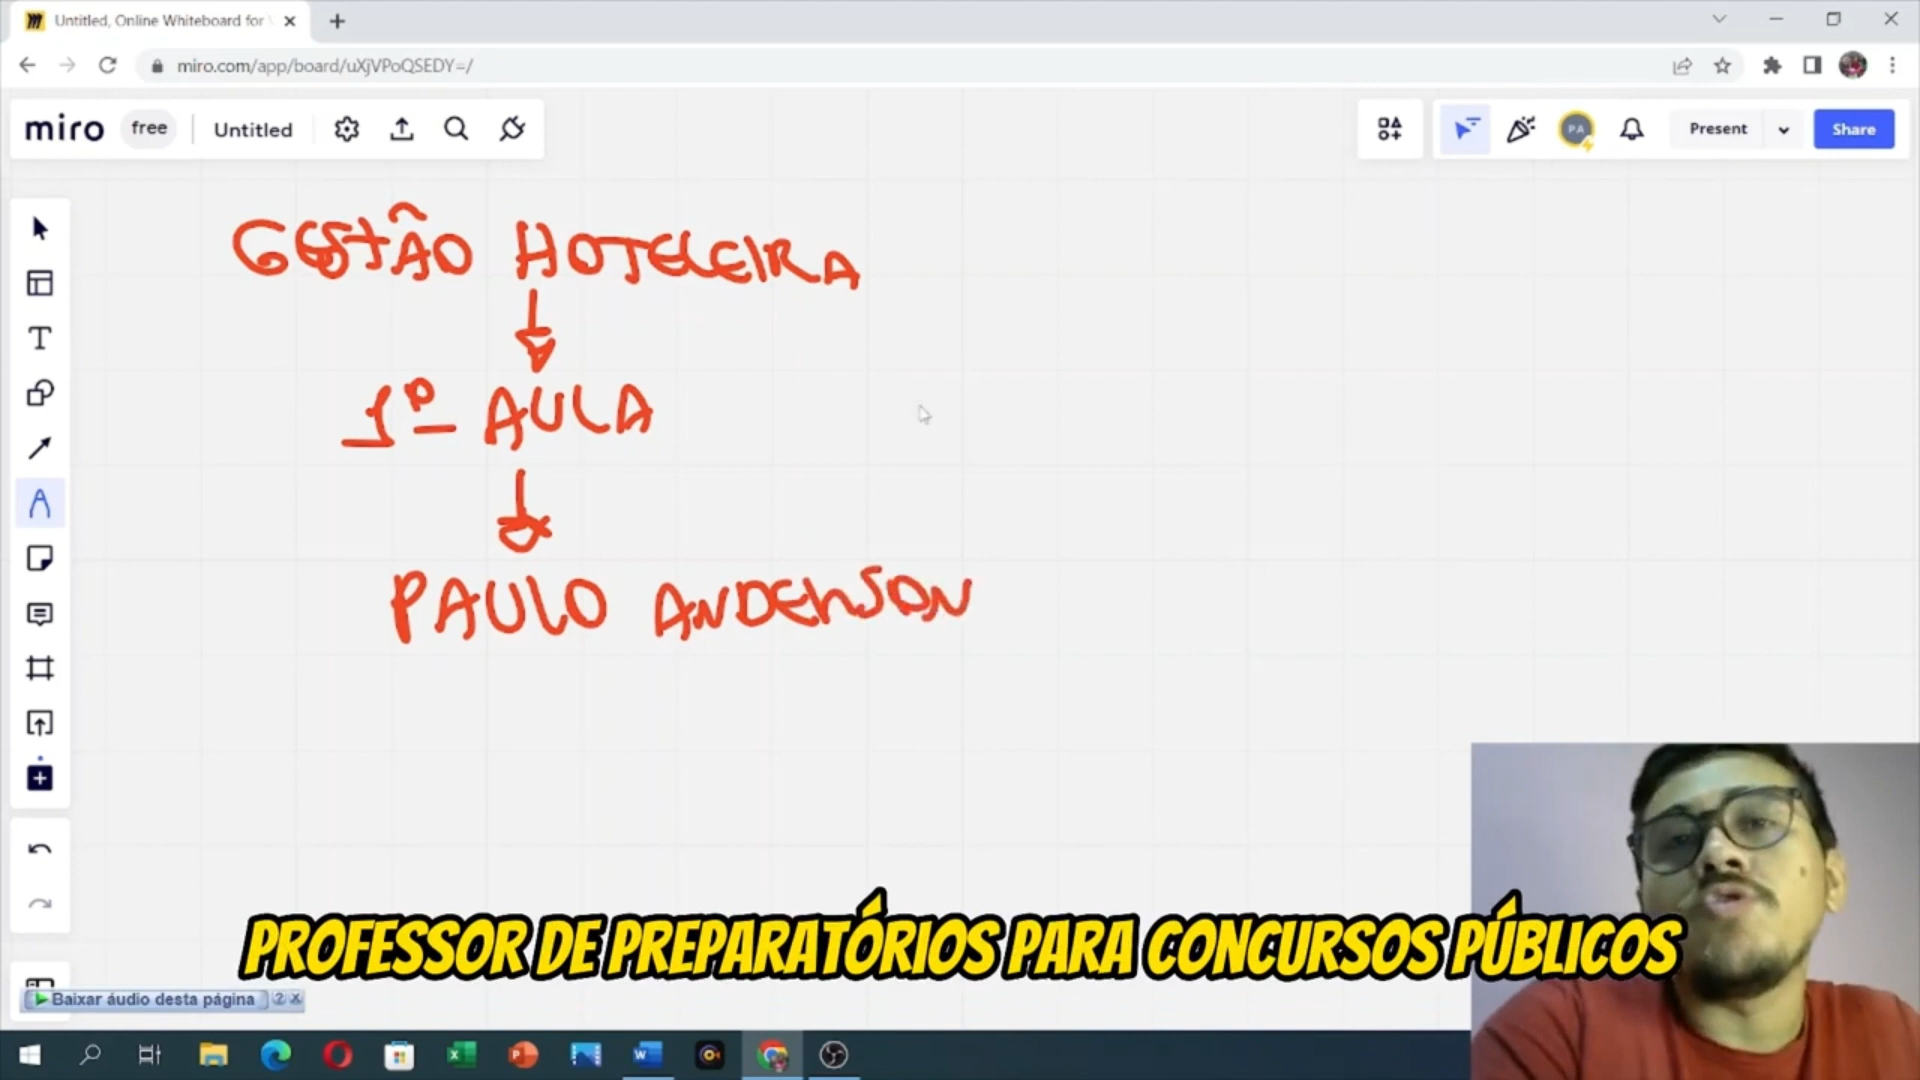 Untitled, Online Whiteboard for
miro.com/app/board/uXjVPoQSEDY=/
miro free Untitled
PA Present Share
GESTÃO HOTELEIRA
1ª AULA
PAULO ANDERSON
PROFESSOR DE PREPARATÓRIOS PARA CONCURSOS PÚBLICOS
Baixar áudio desta página